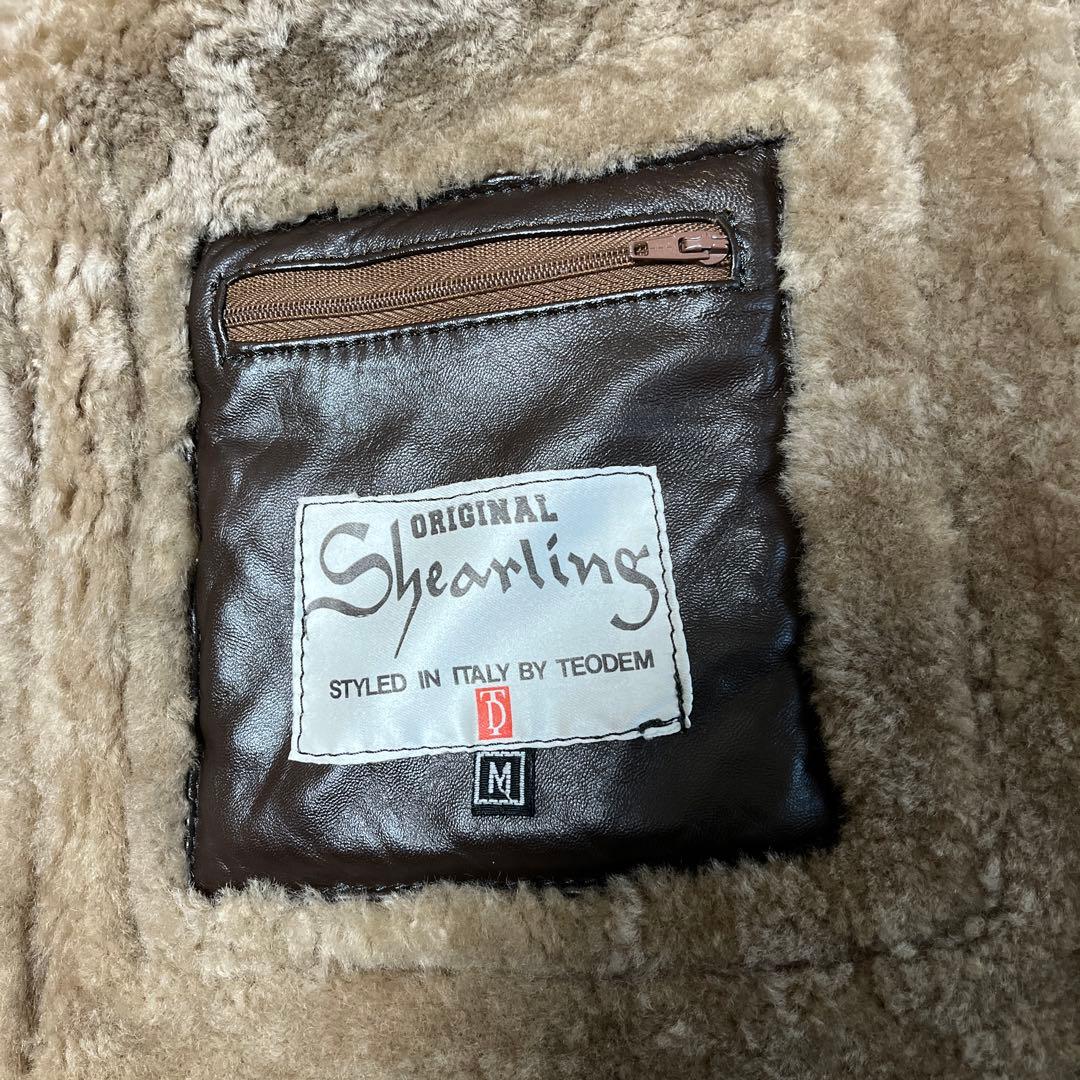 ORIGINAL
Shearling
STYLED IN ITALY BY TEODEM
TD
M